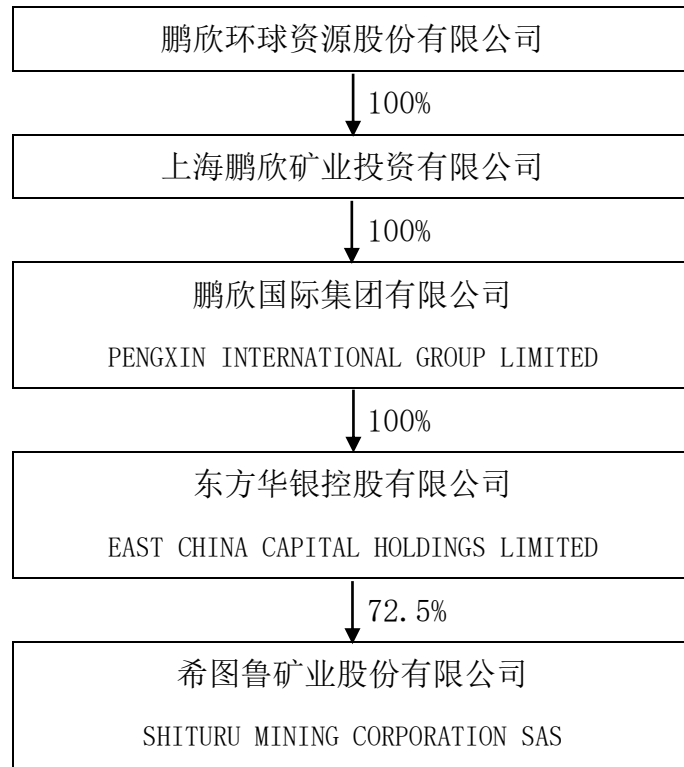 鹏欣环球资源股份有限公司
100%
上海鹏欣矿业投资有限公司
100%
鹏欣国际集团有限公司
PENGXIN INTERNATIONAL GROUP LIMITED
100%
东方华银控股有限公司
EAST CHINA CAPITAL HOLDINGS LIMITED
72.5%
希图鲁矿业股份有限公司
SHITURU MINING CORPORATION SAS